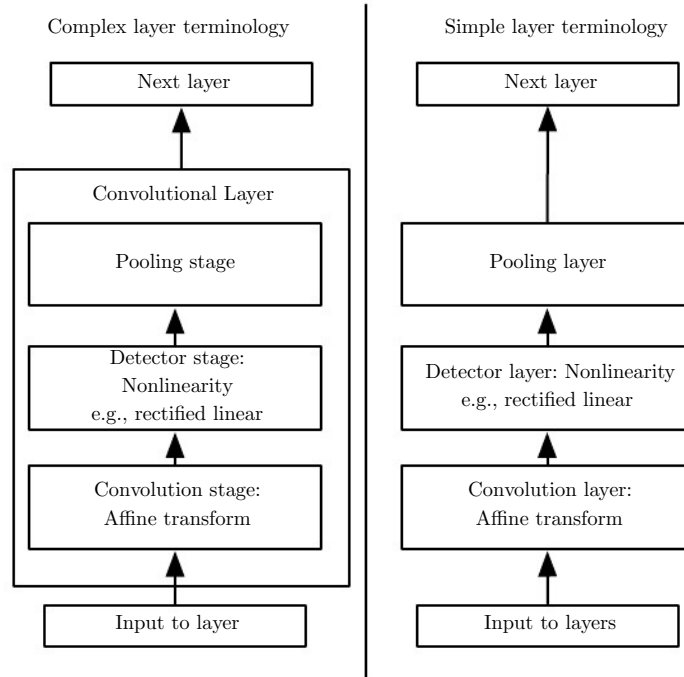 Complex layer terminology
Next layer
Convolutional Layer
Pooling stage
Detector stage:
Nonlinearity
e.g., rectified linear
Convolution stage:
Affine transform
Input to layer
Simple layer terminology
Next layer
Pooling layer
Detector layer: Nonlinearity
e.g., rectified linear
Convolution layer:
Affine transform
Input to layers